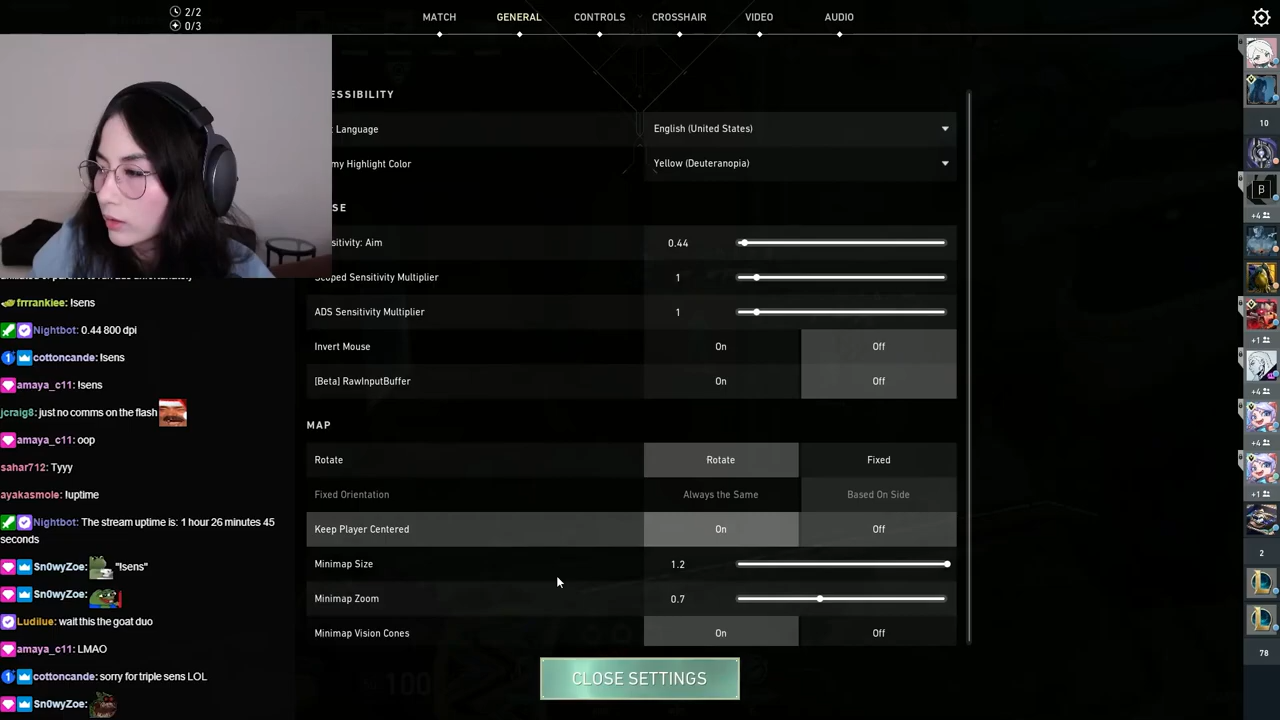 2/2
0/3
MATCH
GENERAL
CONTROLS
CROSSHAIR
VIDEO
AUDIO
ESSIBILITY
Language
English (United States)
my Highlight Color
Yellow (Deuteranopia)
SE
sitivity: Aim
0.44
Scoped Sensitivity Multiplier
1
ADS Sensitivity Multiplier
1
Invert Mouse
On
Off
[Beta] RawInputBuffer
On
Off
MAP
Rotate
Rotate
Fixed
Fixed Orientation
Always the Same
Based On Side
Keep Player Centered
On
Off
Minimap Size
1.2
Minimap Zoom
0.7
Minimap Vision Cones
On
Off
CLOSE SETTINGS
100
frrrankiee: !sens
Nightbot: 0.44 800 dpi
cottoncande: !sens
amaya_c11: !sens
jcraig8: just no comms on the flash
amaya_c11: oop
sahar712: Tyyy
ayakasmole: !uptime
Nightbot: The stream uptime is: 1 hour 26 minutes 45
seconds
Sn0wyZoe: "!sens"
Sn0wyZoe:
Ludilue: wait this the goat duo
amaya_c11: LMAO
cottoncande: sorry for triple sens LOL
Sn0wyZoe:
10
B
+4
+1
+4
+4
+1
2
78